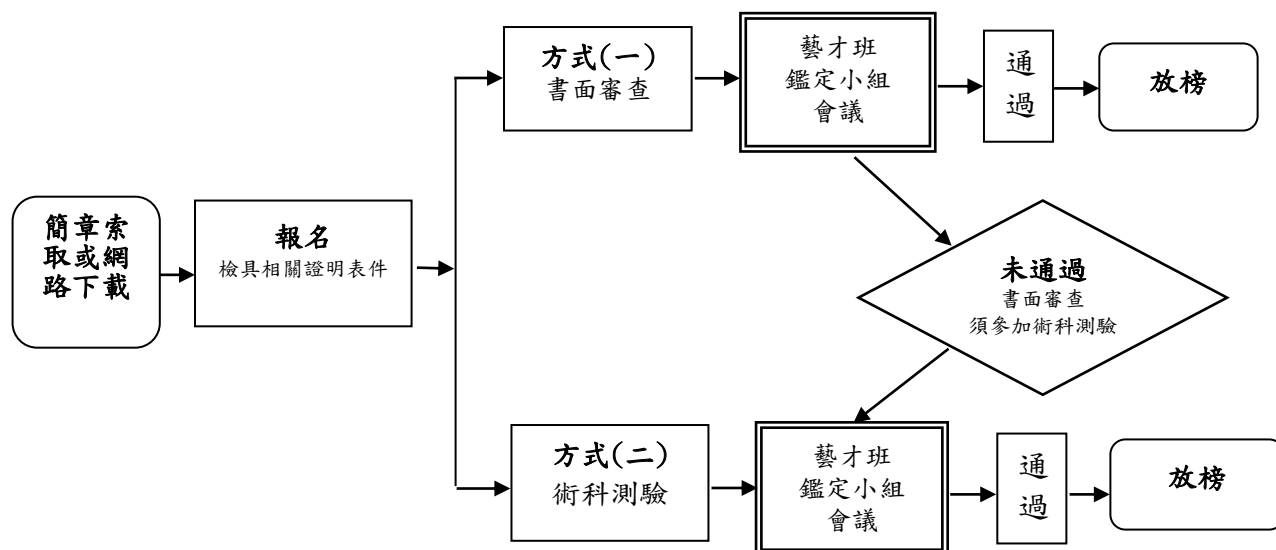 簡章索
取或網
路下載
報名
檢具相關證明表件
方式(一)
書面審查
藝才班
鑑定小組
會議
通
過
放榜
未通過
書面審查
須參加術科測驗
方式(二)
術科測驗
藝才班
鑑定小組
會議
通
過
放榜